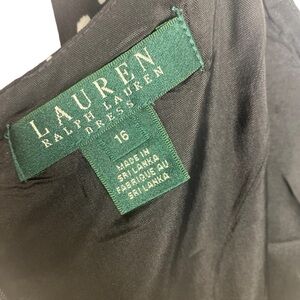 LAUREN
RALPH LAUREN
DRESS
16
MADE IN
SRI LANKA
FABRIQUÉ AU
SRI LANKA